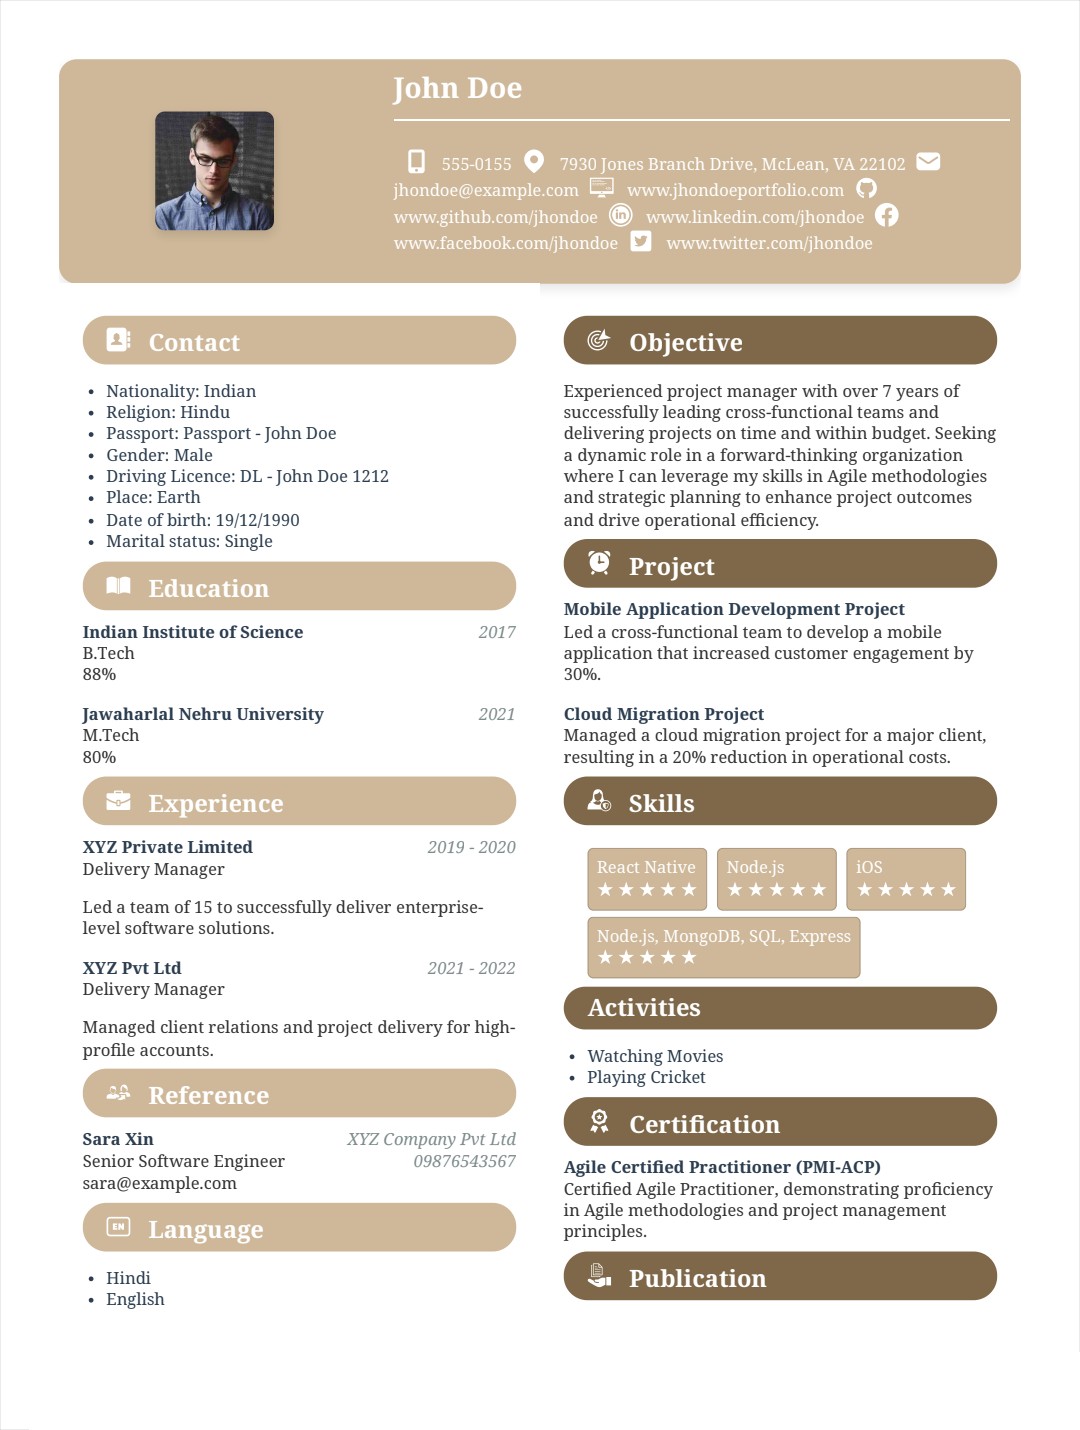 John Doe
555-0155 7930 Jones Branch Drive, McLean, VA 22102
jhondoe@example.com www.jhondoeportfolio.com
www.github.com/jhondoe www.linkedin.com/jhondoe
www.facebook.com/jhondoe www.twitter.com/jhondoe
Contact
• Nationality: Indian
• Religion: Hindu
• Passport: Passport - John Doe
• Gender: Male
• Driving Licence: DL - John Doe 1212
• Place: Earth
• Date of birth: 19/12/1990
• Marital status: Single
Education
Indian Institute of Science 2017
B.Tech
88%
Jawaharlal Nehru University 2021
M.Tech
80%
Experience
XYZ Private Limited 2019 - 2020
Delivery Manager
Led a team of 15 to successfully deliver enterprise-
level software solutions.
XYZ Pvt Ltd 2021 - 2022
Delivery Manager
Managed client relations and project delivery for high-
profile accounts.
Reference
Sara Xin XYZ Company Pvt Ltd
Senior Software Engineer 09876543567
sara@example.com
EN Language
• Hindi
• English
Objective
Experienced project manager with over 7 years of
successfully leading cross-functional teams and
delivering projects on time and within budget. Seeking
a dynamic role in a forward-thinking organization
where I can leverage my skills in Agile methodologies
and strategic planning to enhance project outcomes
and drive operational efficiency.
Project
Mobile Application Development Project
Led a cross-functional team to develop a mobile
application that increased customer engagement by
30%.
Cloud Migration Project
Managed a cloud migration project for a major client,
resulting in a 20% reduction in operational costs.
Skills
React Native Node.js iOS
★★★★★ ★★★★★ ★★★★★
Node.js, MongoDB, SQL, Express
★★★★★
Activities
• Watching Movies
• Playing Cricket
Certification
Agile Certified Practitioner (PMI-ACP)
Certified Agile Practitioner, demonstrating proficiency
in Agile methodologies and project management
principles.
Publication